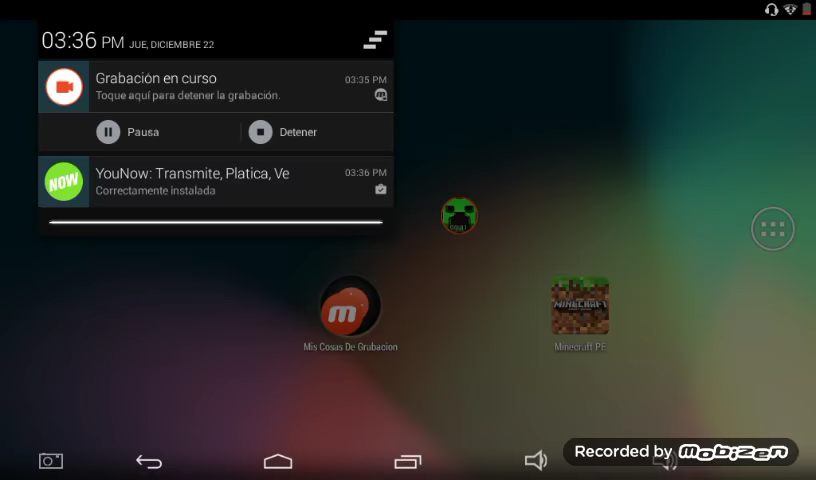 03:36 PM JUE, DICIEMBRE 22
Grabación en curso
03:35 PM
Toque aquí para detener la grabación.
Pausa
Detener
NOW
YouNow: Transmite, Platica, Ve
03:36 PM
Correctamente instalada
m
MINECRAFT
Mis Cosas De Grabacion
Minecraft PE
Recorded by mobizen